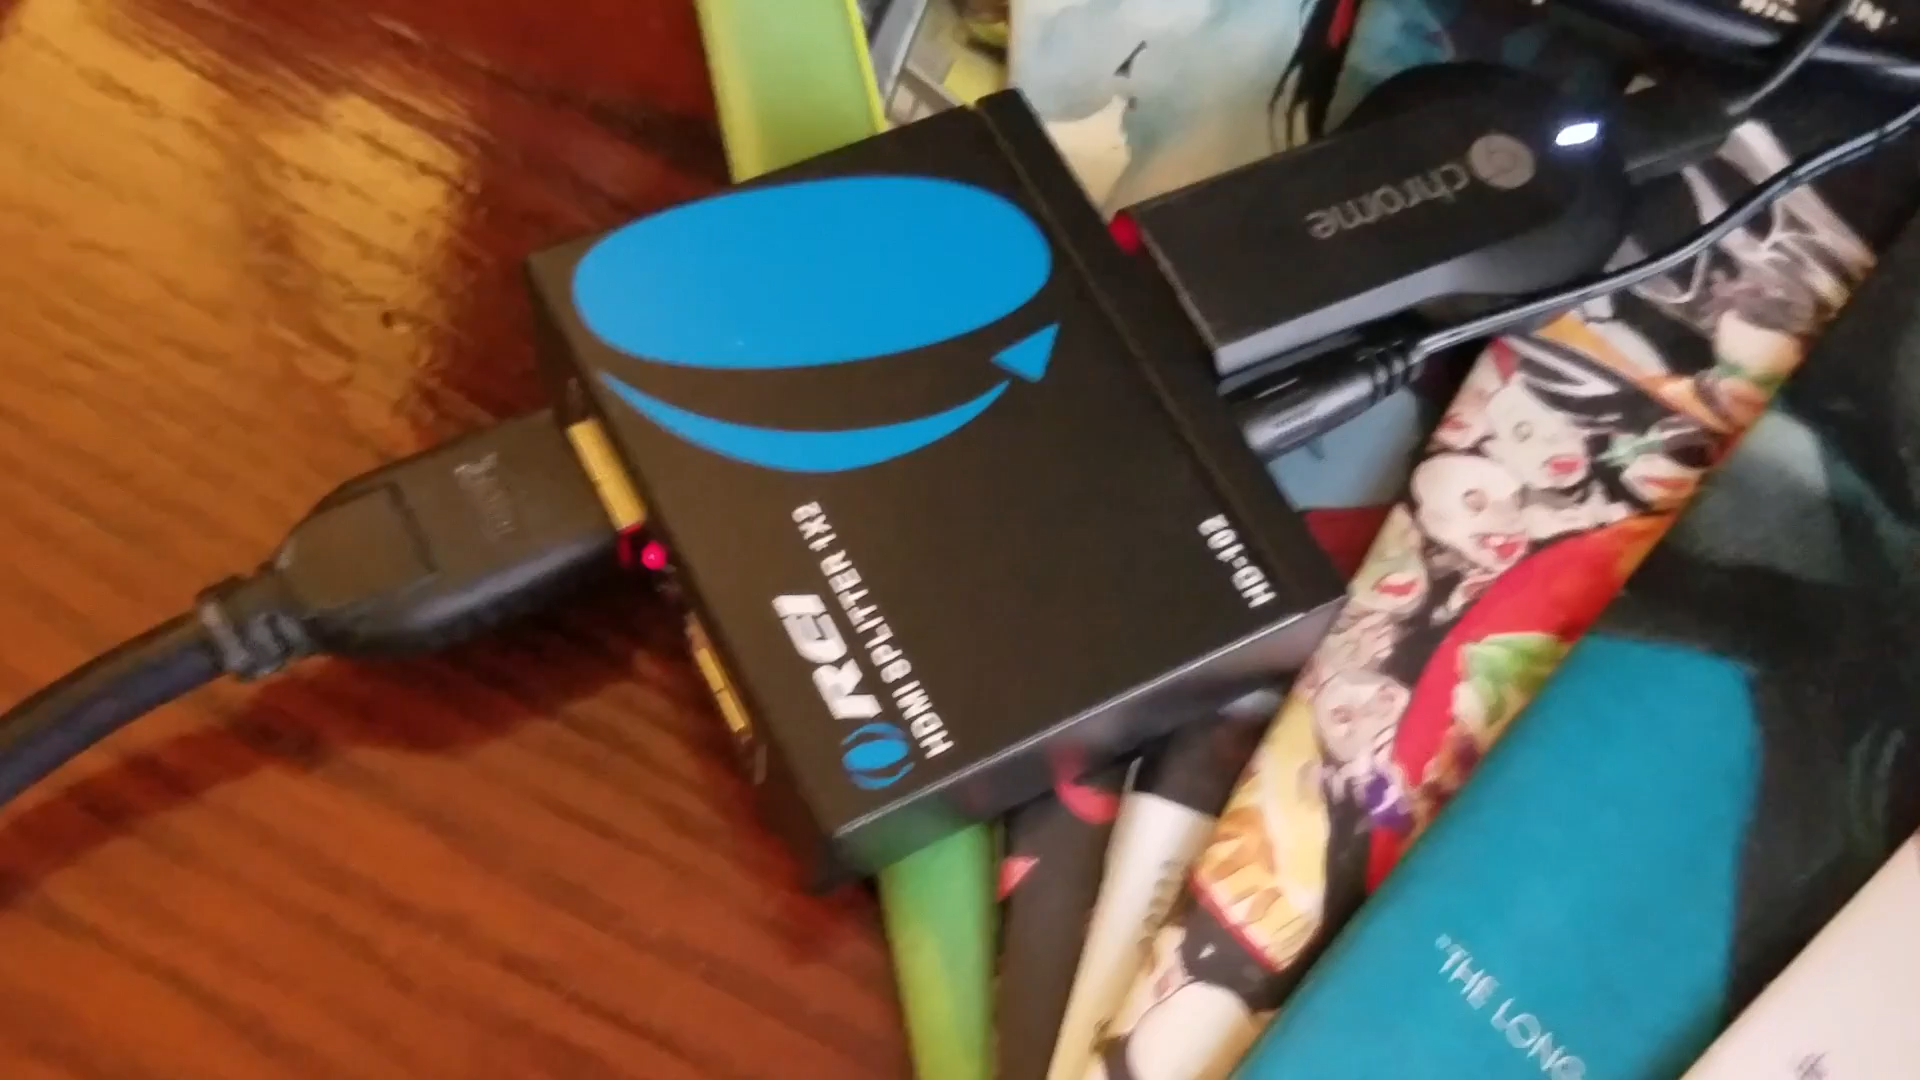 chrome
OREI
HDMI SPLITTER 1X2
HD-102
"THE LONG